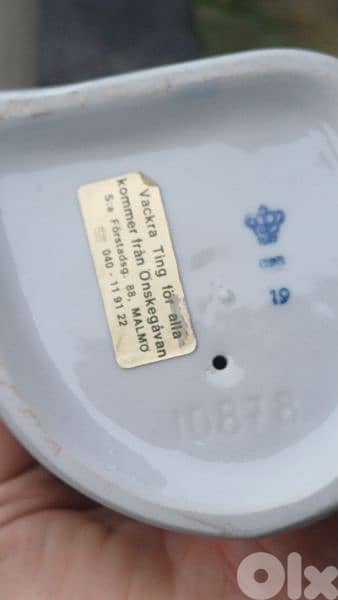 Vackra Ting för alla
kommer från Önskegåvan
S:a Förstadsg. 88, MALMÖ
040 - 11 91 22
19
10878
Olx